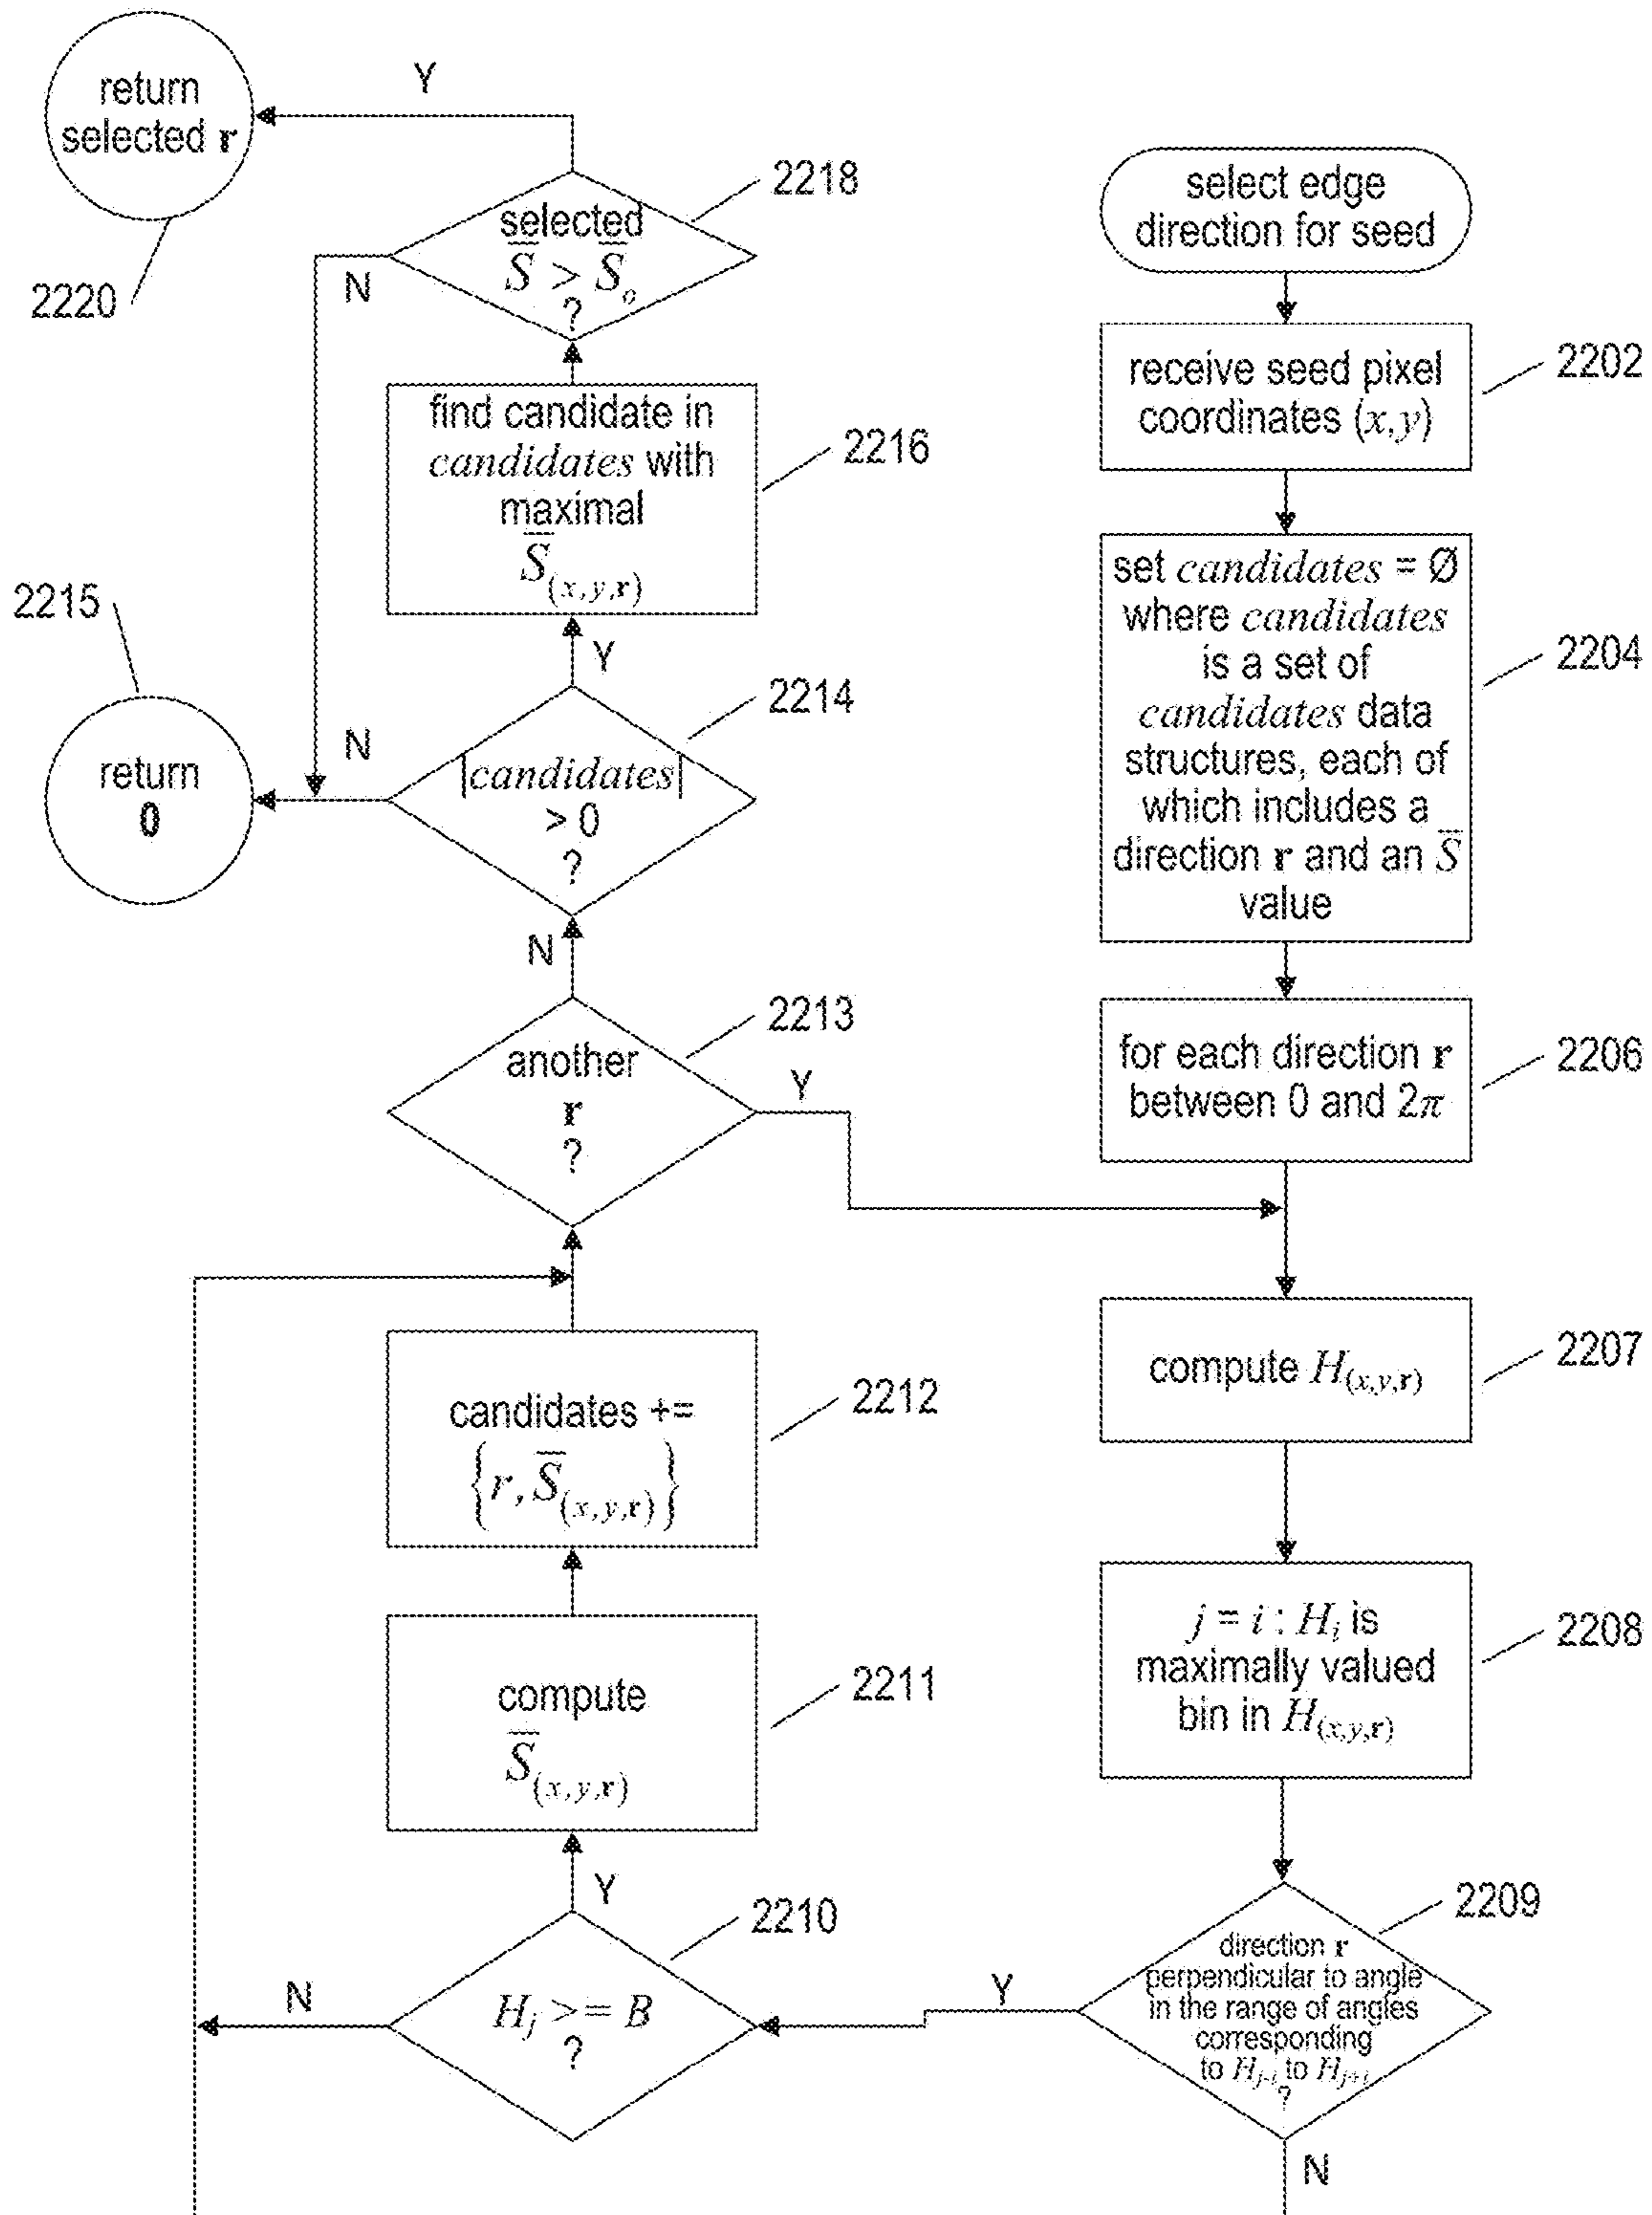 select edge
direction for seed
receive seed pixel
coordinates (x,y)
2202
set candidates = Ø
where candidates
is a set of
candidates data
structures, each of
which includes a
direction r and an S̅
value
2204
for each direction r
between 0 and 2π
2206
compute H(x,y,r)
2207
j = i : Hi is
maximally valued
bin in H(x,y,r)
2208
direction r
perpendicular to angle
in the range of angles
corresponding
to Hj-i to Hj+i
?
2209
Y
N
Hj >= B
?
2210
N
Y
compute
S̅(x,y,r)
2211
candidates +=
{r, S̅(x,y,r)}
2212
another
r
?
2213
Y
N
|candidates|
> 0
?
2214
N
Y
return
0
2215
find candidate in
candidates with
maximal
S̅(x,y,r)
2216
selected
S̅ > S̅o
?
2218
N
Y
return
selected r
2220